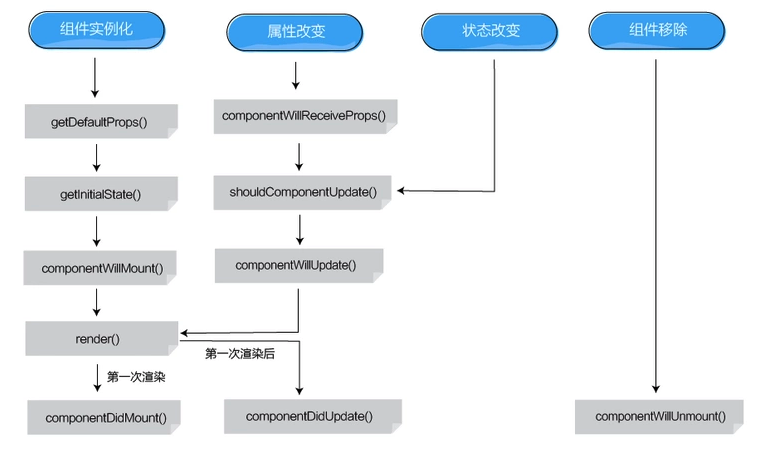 组件实例化
属性改变
状态改变
组件移除
getDefaultProps()
componentWillReceiveProps()
getInitialState()
shouldComponentUpdate()
componentWillMount()
componentWillUpdate()
render()
第一次渲染后
第一次渲染
componentDidMount()
componentDidUpdate()
componentWillUnmount()